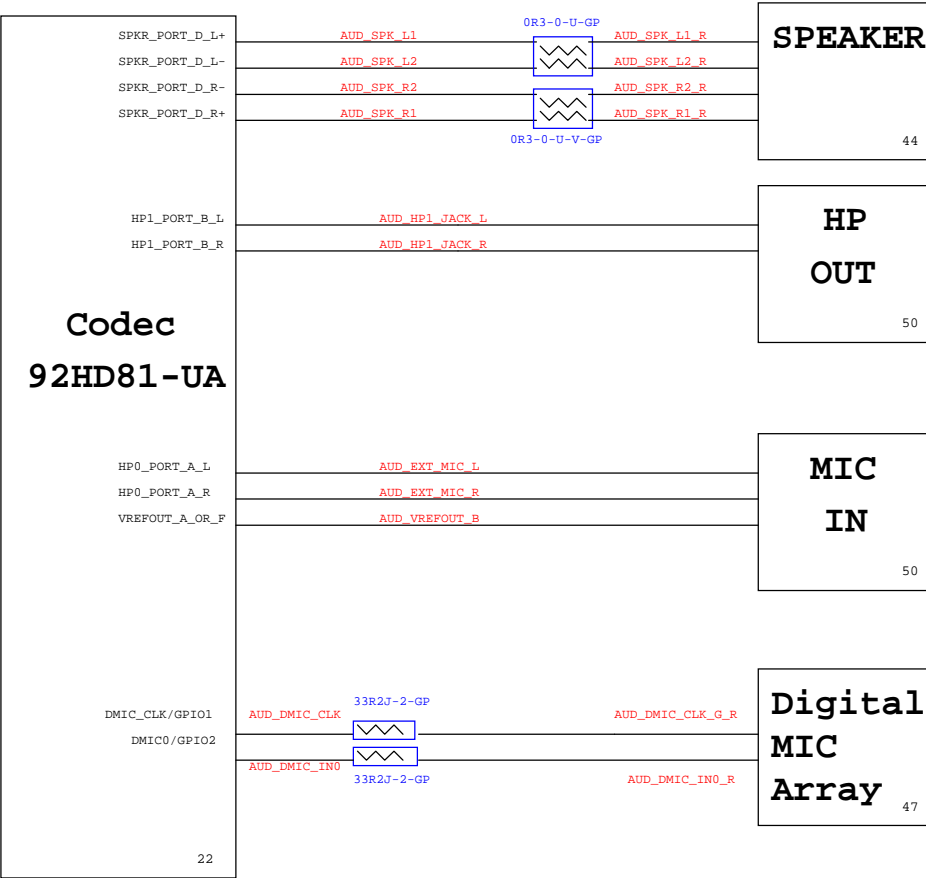 0R3-0-U-GP
SPKR_PORT_D_L+ AUD_SPK_L1 AUD_SPK_L1_R
SPKR_PORT_D_L- AUD_SPK_L2 AUD_SPK_L2_R
SPKR_PORT_D_R- AUD_SPK_R2 AUD_SPK_R2_R
SPKR_PORT_D_R+ AUD_SPK_R1 AUD_SPK_R1_R
0R3-0-U-V-GP
SPEAKER
44
HP1_PORT_B_L AUD_HP1_JACK_L
HP1_PORT_B_R AUD_HP1_JACK_R
HP
OUT
50
Codec
92HD81-UA
HP0_PORT_A_L AUD_EXT_MIC_L
HP0_PORT_A_R AUD_EXT_MIC_R
VREFOUT_A_OR_F AUD_VREFOUT_B
MIC
IN
50
33R2J-2-GP
DMIC_CLK/GPIO1 AUD_DMIC_CLK AUD_DMIC_CLK_G_R
DMIC0/GPIO2
AUD_DMIC_IN0 AUD_DMIC_IN0_R
33R2J-2-GP
Digital
MIC
Array
47
22